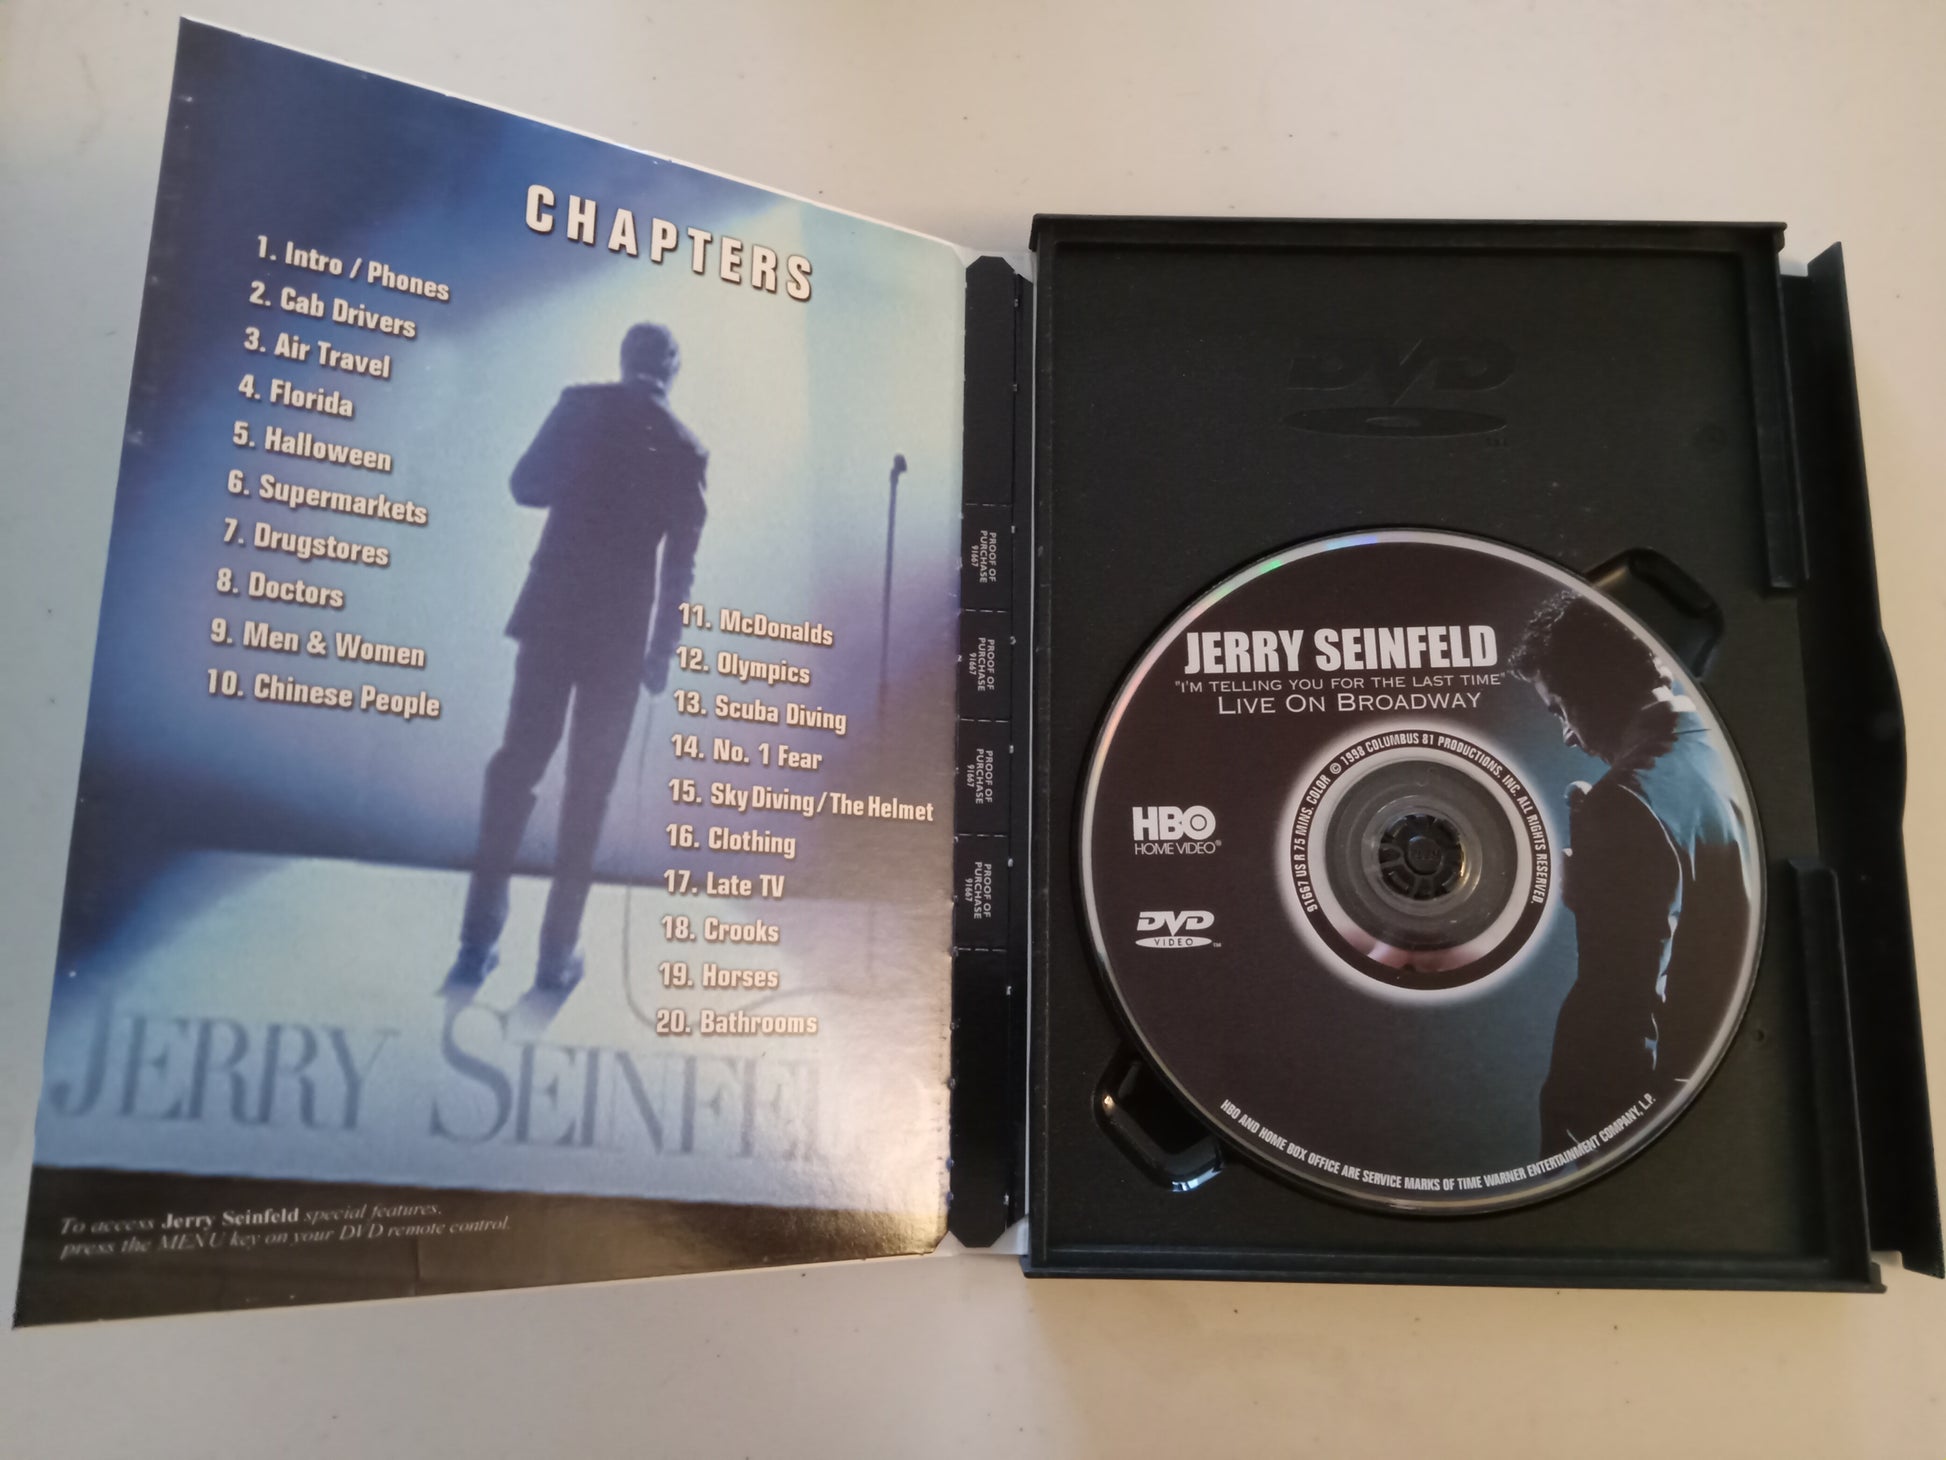 CHAPTERS
1. Intro / Phones
2. Cab Drivers
3. Air Travel
4. Florida
5. Halloween
6. Supermarkets
7. Drugstores
8. Doctors
9. Men & Women
10. Chinese People
11. McDonalds
12. Olympics
13. Scuba Diving
14. No. 1 Fear
15. Sky Diving / The Helmet
16. Clothing
17. Late TV
18. Crooks
19. Horses
20. Bathrooms
JERRY SEINFELD
To access Jerry Seinfeld special features,
press the MENU key on your DVD remote control.
PROOF OF
PURCHASE
91667
PROOF OF
PURCHASE
91667
PROOF OF
PURCHASE
91667
PROOF OF
PURCHASE
91667
DVD
JERRY SEINFELD
"I'M TELLING YOU FOR THE LAST TIME"
LIVE ON BROADWAY
91667 US R 75 MINS. COLOR © 1998 COLUMBUS 81 PRODUCTIONS, INC. ALL RIGHTS RESERVED.
HBO
HOME VIDEO®
DVD
VIDEO™
HBO AND HOME BOX OFFICE ARE SERVICE MARKS OF TIME WARNER ENTERTAINMENT COMPANY, L.P.